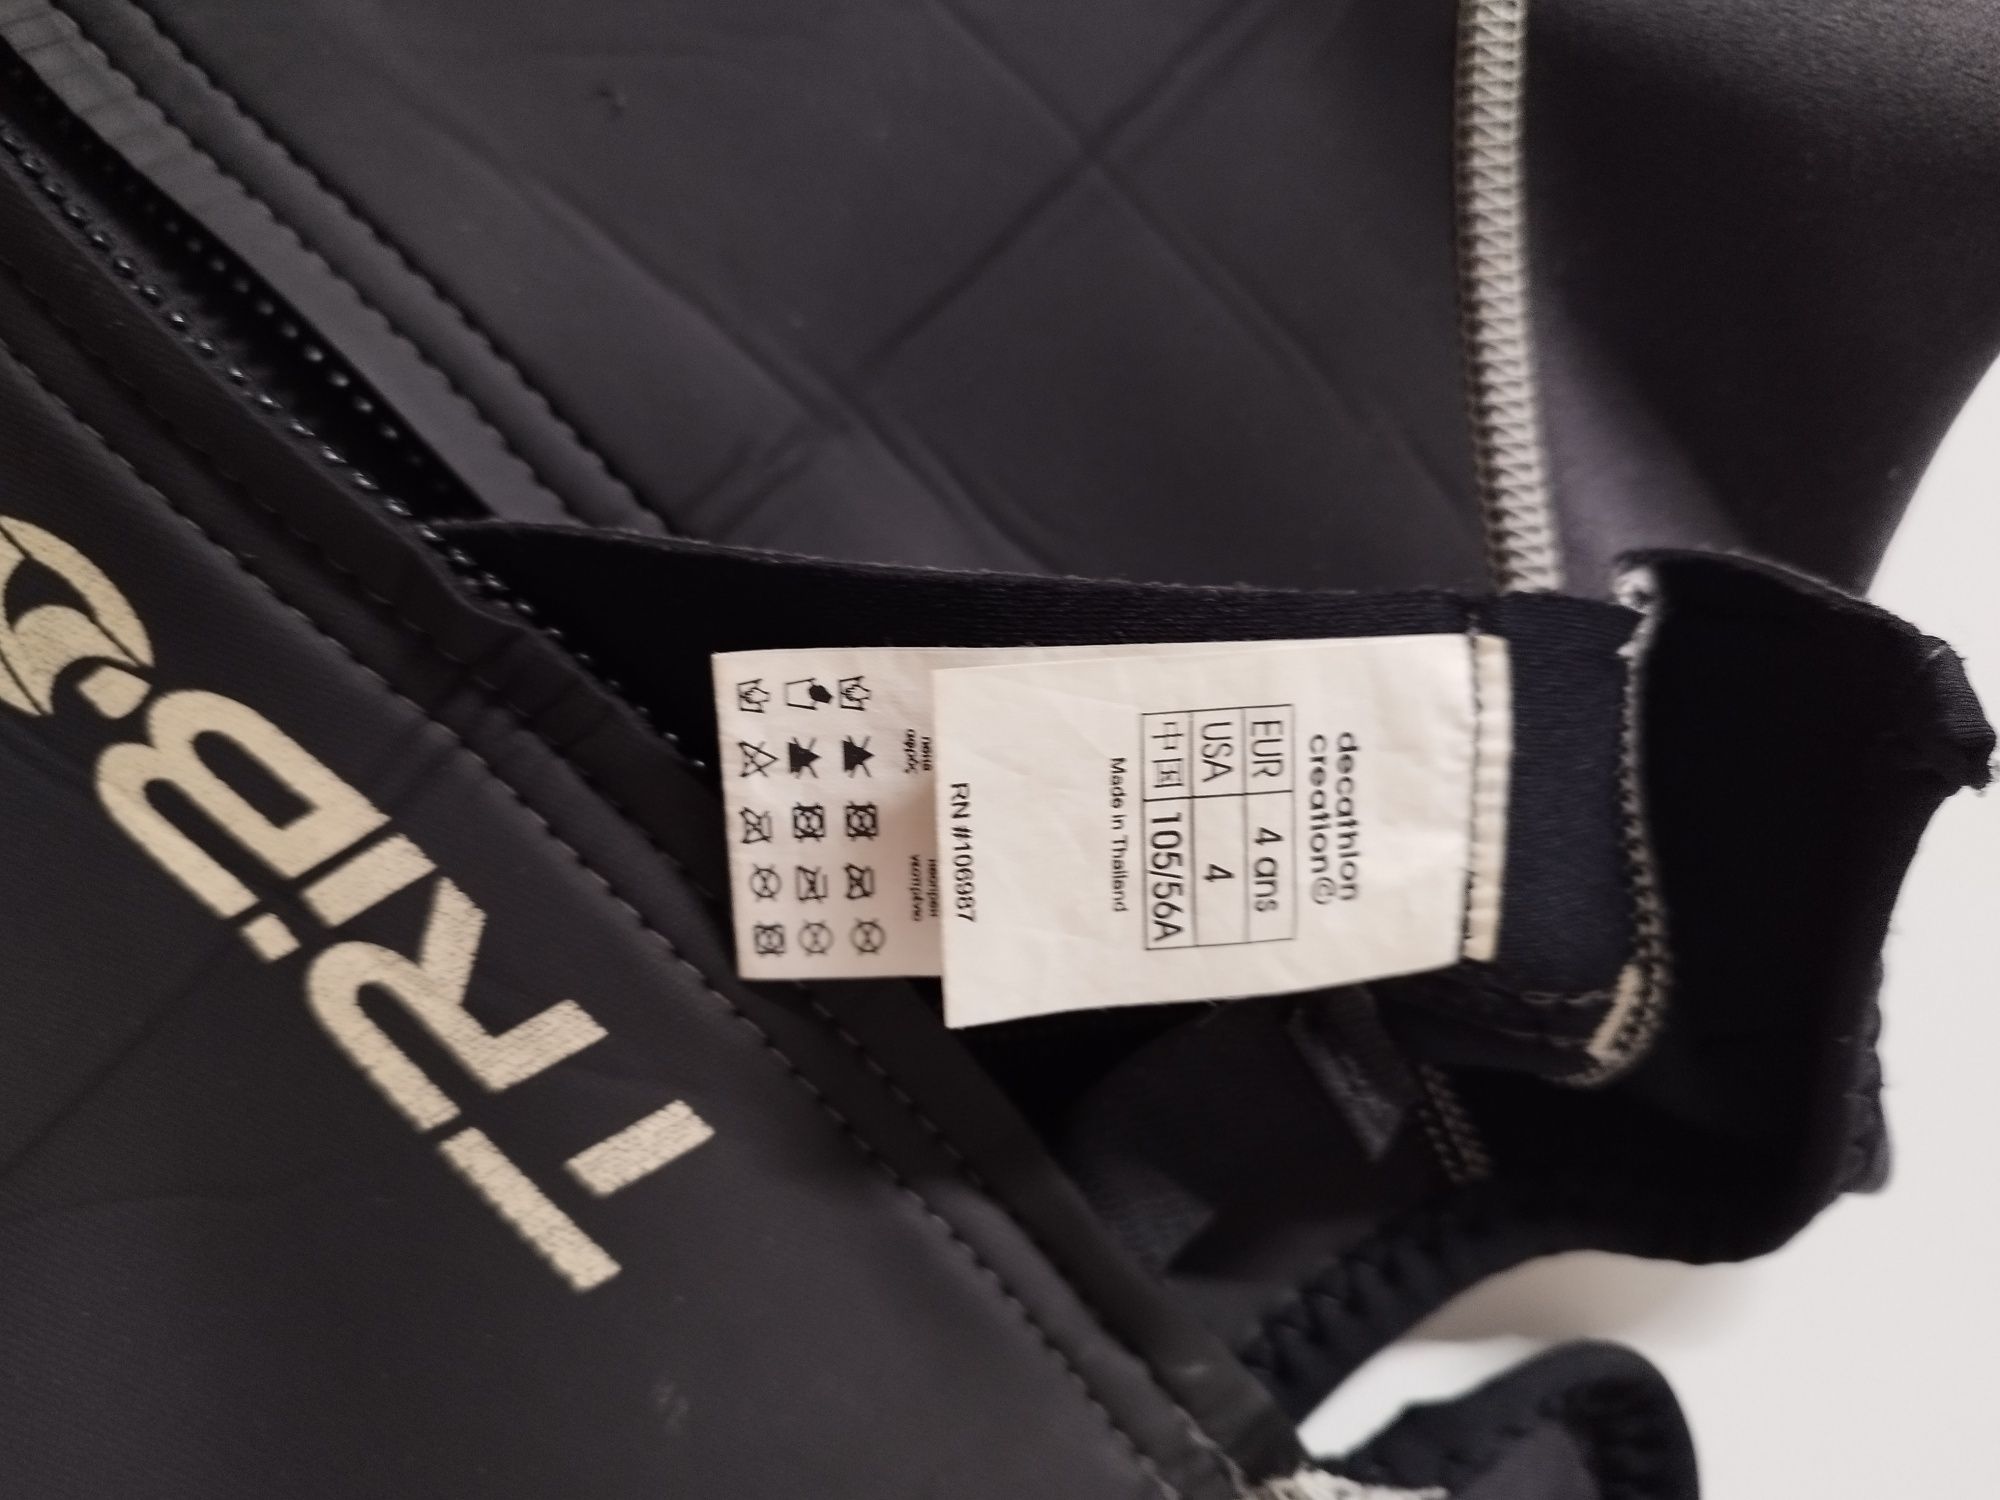 TRIBORD
decathlon
creation©
EUR 4 ans
USA 4
中国 105/56A
Made in Thailand
RN #106987